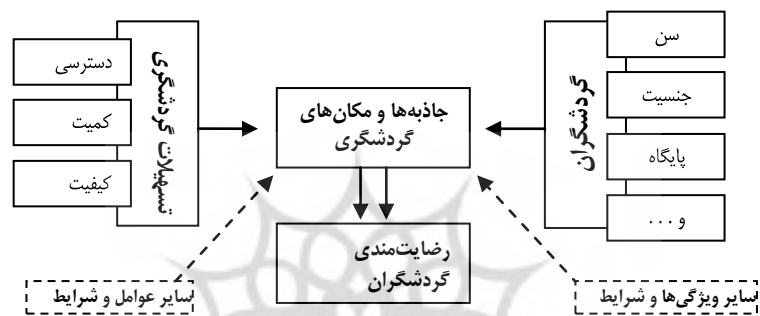 سن
جنسیت
پایگاه
و ...
گردشگران
جاذبه‌ها و مکان‌های
گردشگری
رضایت‌مندی
گردشگران
تسهیلات گردشگری
دسترسی
کمیت
کیفیت
سایر ویژگی‌ها و شرایط
سایر عوامل و شرایط